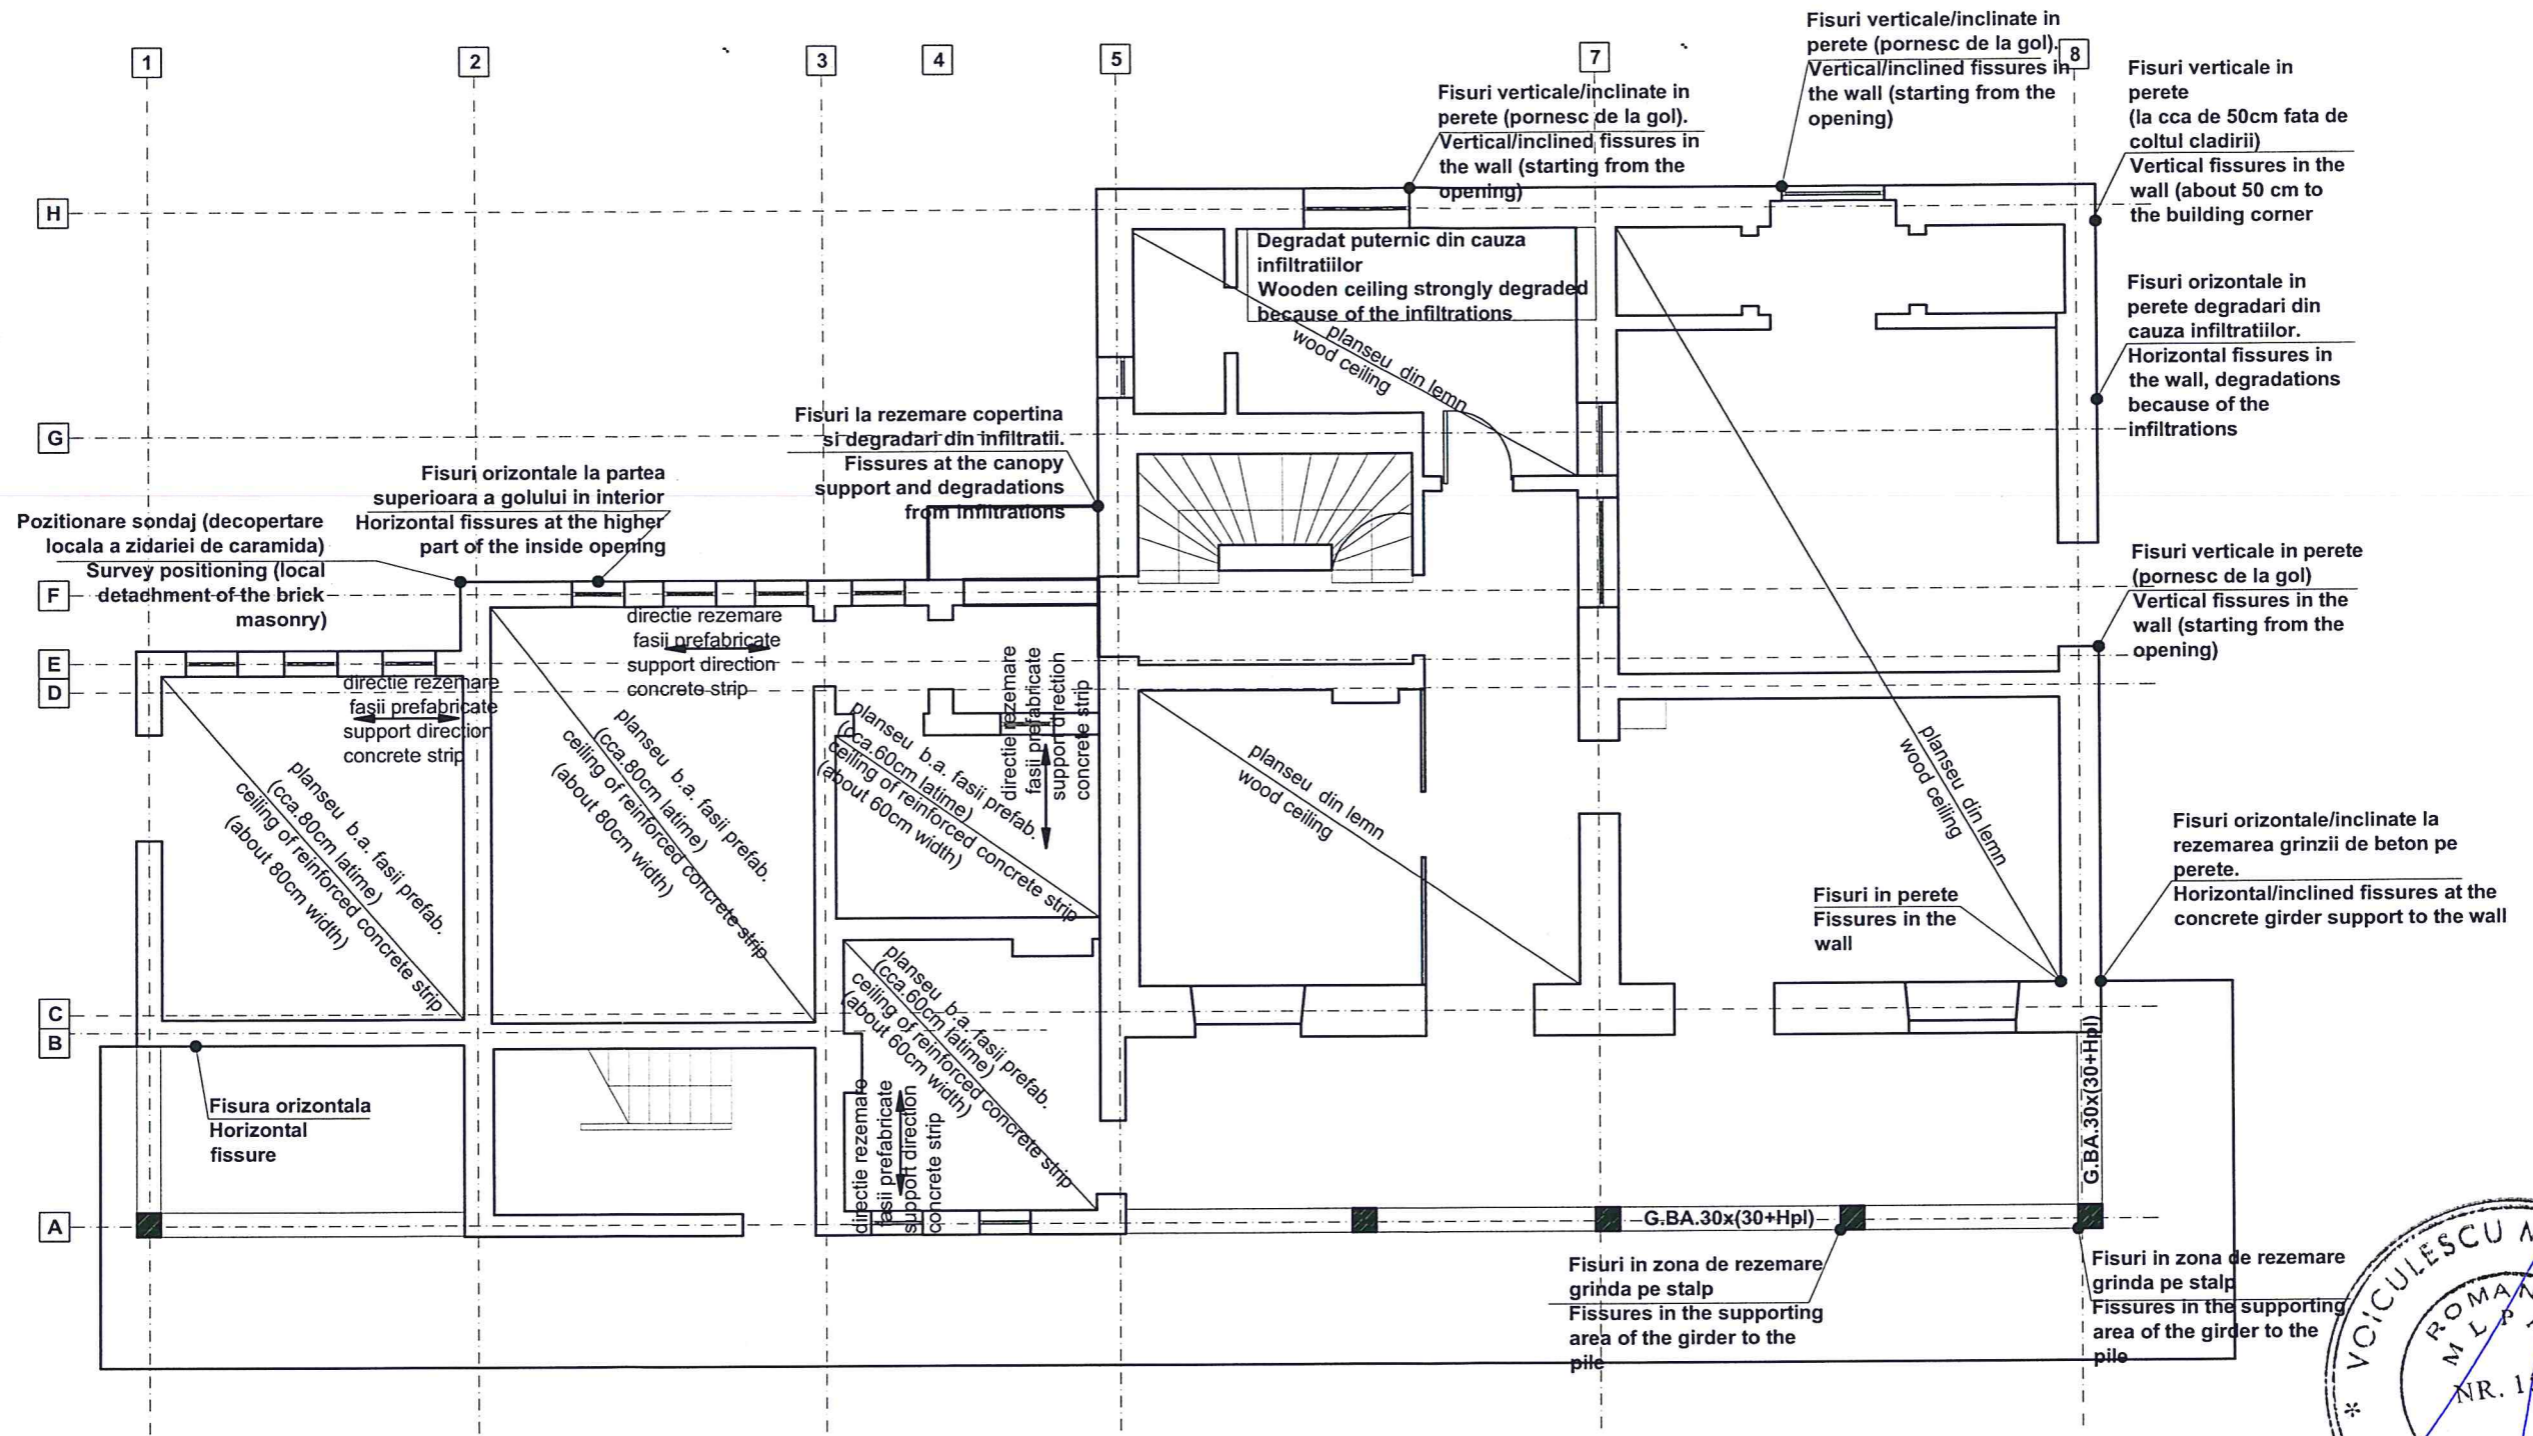 1
2
3
4
5
7
8
H
G
F
E
D
C
B
A
Fisuri verticale/inclinate in
perete (pornesc de la gol).
Vertical/inclined fissures in
the wall (starting from the
opening)
Fisuri verticale/inclinate in
perete (pornesc de la gol).
Vertical/inclined fissures in
the wall (starting from the
opening)
Fisuri verticale in
perete
(la cca de 50cm fata de
coltul cladirii)
Vertical fissures in the
wall (about 50 cm to
the building corner
Degradat puternic din cauza
infiltratiilor
Wooden ceiling strongly degraded
because of the infiltrations
planseu din lemn
wood ceiling
Fisuri orizontale in
perete degradari din
cauza infiltratiilor.
Horizontal fissures in
the wall, degradations
because of the
infiltrations
Fisuri la rezemare copertina
si degradari din infiltratii.
Fissures at the canopy
support and degradations
from infiltrations
Fisuri orizontale la partea
superioara a golului in interior
Horizontal fissures at the higher
part of the inside opening
Pozitionare sondaj (decopertare
locala a zidariei de caramida)
Survey positioning (local
detachment of the brick
masonry)
Fisuri verticale in perete
(pornesc de la gol)
Vertical fissures in the
wall (starting from the
opening)
directie rezemare
fasii prefabricate
support direction
concrete strip
directie rezemare
fasii prefabricate
support direction
concrete strip
directie rezemare
fasii prefabricate
support direction
concrete strip
planseu b.a. fasii prefab.
(cca.80cm latime)
ceiling of reinforced concrete strip
(about 80cm width)
planseu b.a. fasii prefab.
(cca.80cm latime)
ceiling of reinforced concrete strip
(about 80cm width)
planseu b.a. fasii prefab.
(cca.60cm latime)
ceiling of reinforced concrete strip
(about 60cm width)
planseu din lemn
wood ceiling
planseu din lemn
wood ceiling
Fisuri orizontale/inclinate la
rezemarea grinzii de beton pe
perete.
Horizontal/inclined fissures at the
concrete girder support to the wall
Fisuri in perete
Fissures in the
wall
planseu b.a. fasii prefab.
(cca.60cm latime)
ceiling of reinforced concrete strip
(about 60cm width)
directie rezemare
fasii prefabricate
support direction
concrete strip
Fisura orizontala
Horizontal
fissure
G.BA.30x(30+Hpl)
G.BA.30x(30+Hpl)
Fisuri in zona de rezemare
grinda pe stalp
Fissures in the supporting
area of the girder to the
pile
Fisuri in zona de rezemare
grinda pe stalp
Fissures in the supporting
area of the girder to the
pile
* VOICULESCU
NR.